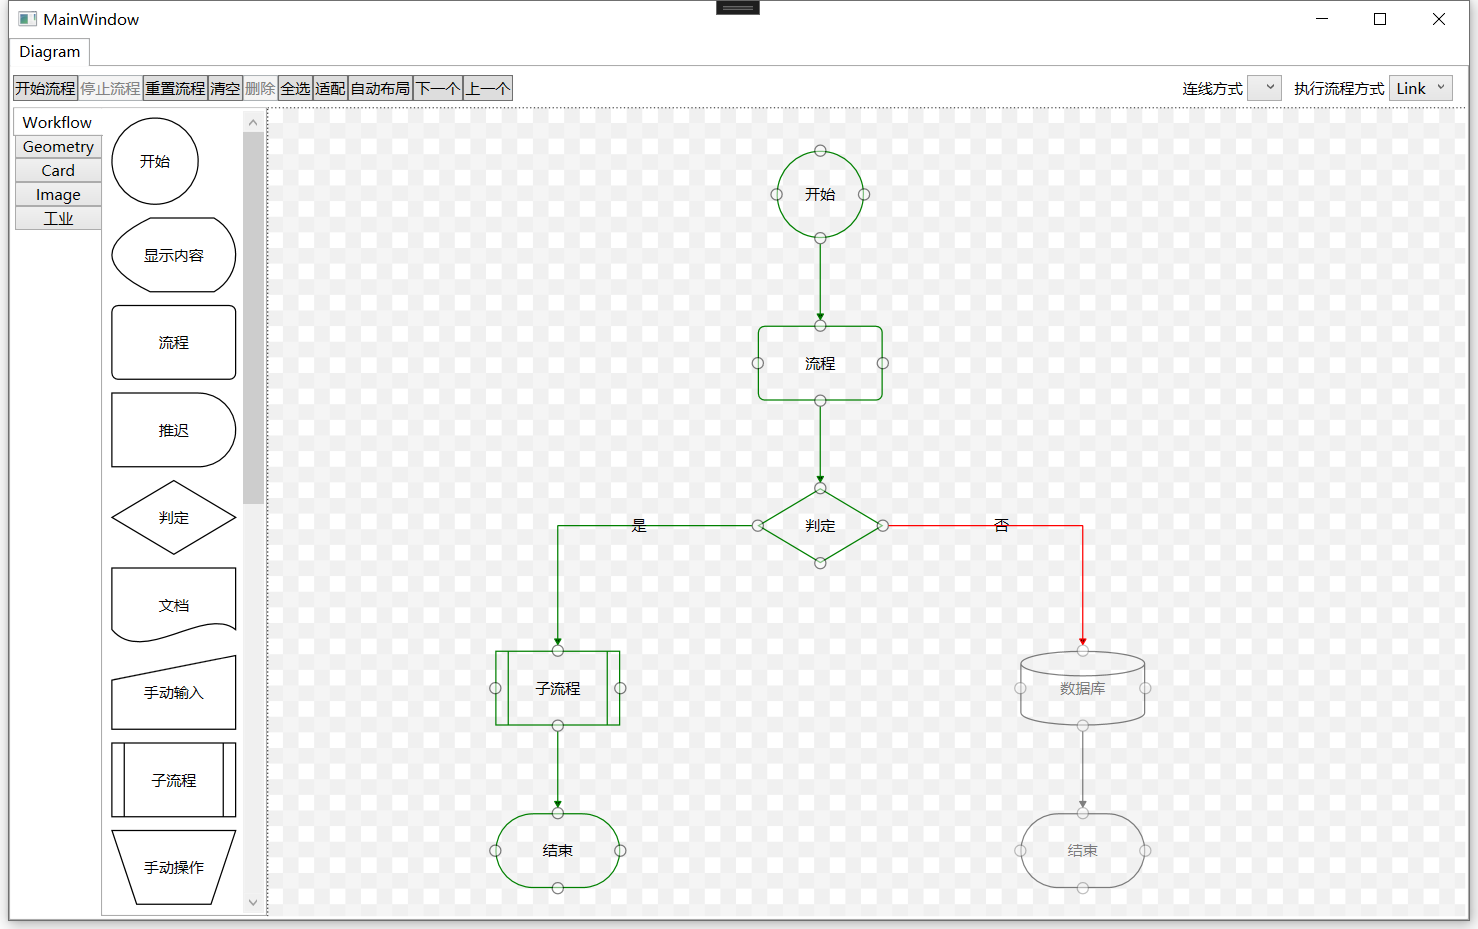 MainWindow
Diagram
开始流程 停止流程 重置流程 清空 删除 全选 适配 自动布局 下一个 上一个 连线方式 执行流程方式 Link
Workflow
Geometry
Card
Image
工业
开始
显示内容
流程
推迟
判定
文档
手动输入
子流程
手动操作
开始
流程
是 判定 否
子流程 数据库
结束 结束